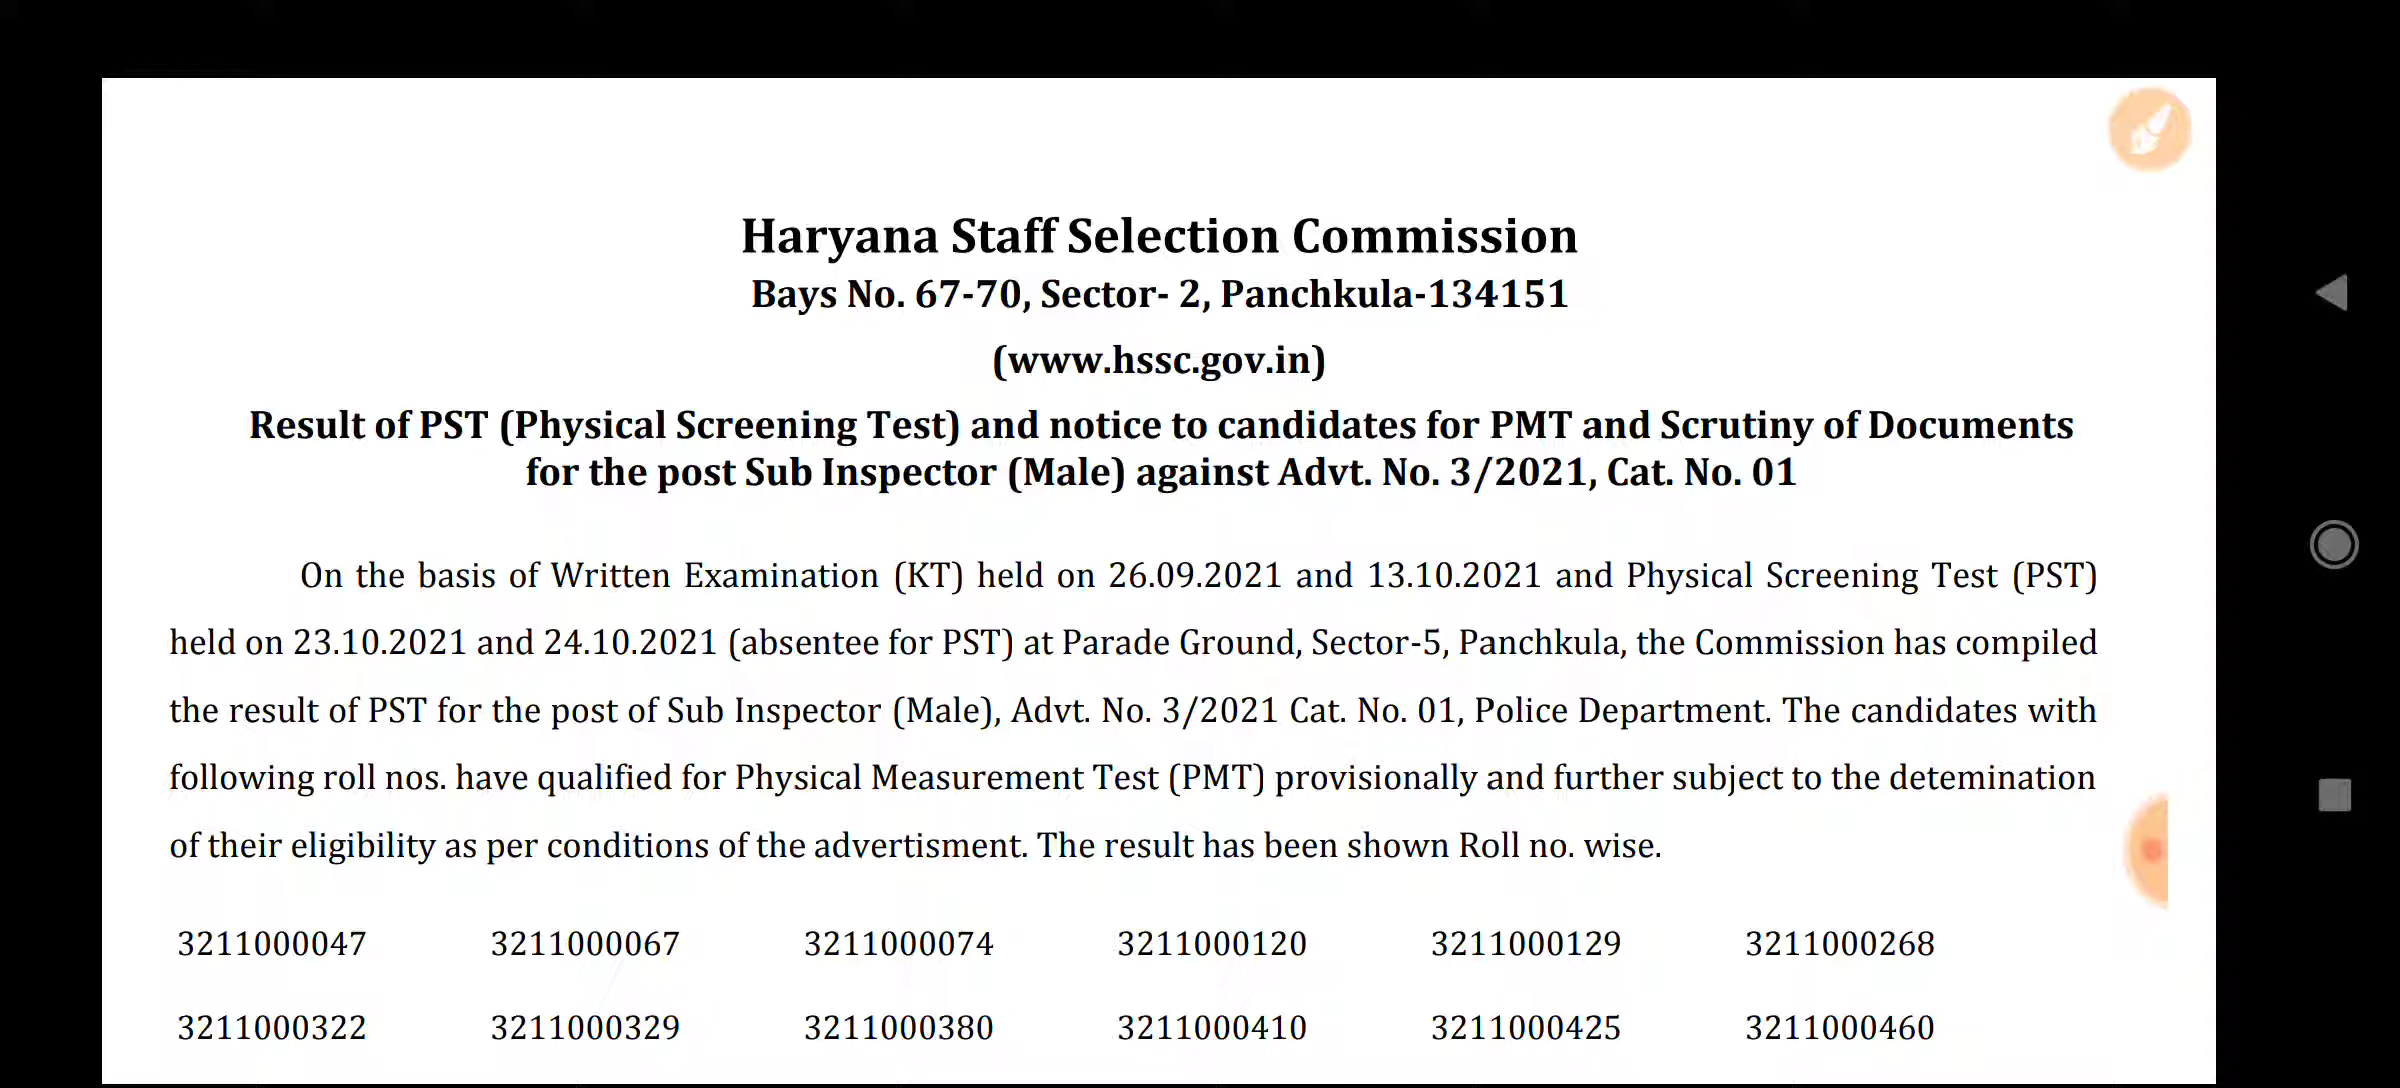 Haryana Staff Selection Commission
Bays No. 67-70, Sector- 2, Panchkula-134151
(www.hssc.gov.in)
Result of PST (Physical Screening Test) and notice to candidates for PMT and Scrutiny of Documents
for the post Sub Inspector (Male) against Advt. No. 3/2021, Cat. No. 01
On the basis of Written Examination (KT) held on 26.09.2021 and 13.10.2021 and Physical Screening Test (PST)
held on 23.10.2021 and 24.10.2021 (absentee for PST) at Parade Ground, Sector-5, Panchkula, the Commission has compiled
the result of PST for the post of Sub Inspector (Male), Advt. No. 3/2021 Cat. No. 01, Police Department. The candidates with
following roll nos. have qualified for Physical Measurement Test (PMT) provisionally and further subject to the detemination
of their eligibility as per conditions of the advertisment. The result has been shown Roll no. wise.
3211000047 3211000067 3211000074 3211000120 3211000129 3211000268
3211000322 3211000329 3211000380 3211000410 3211000425 3211000460